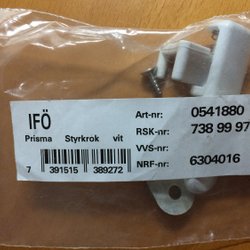 IFÖ
Prisma Styrkrok vit
7 391515 389272
Art-nr: 0541880
RSK-nr: 738 99 97
VVS-nr:
NRF-nr: 6304016